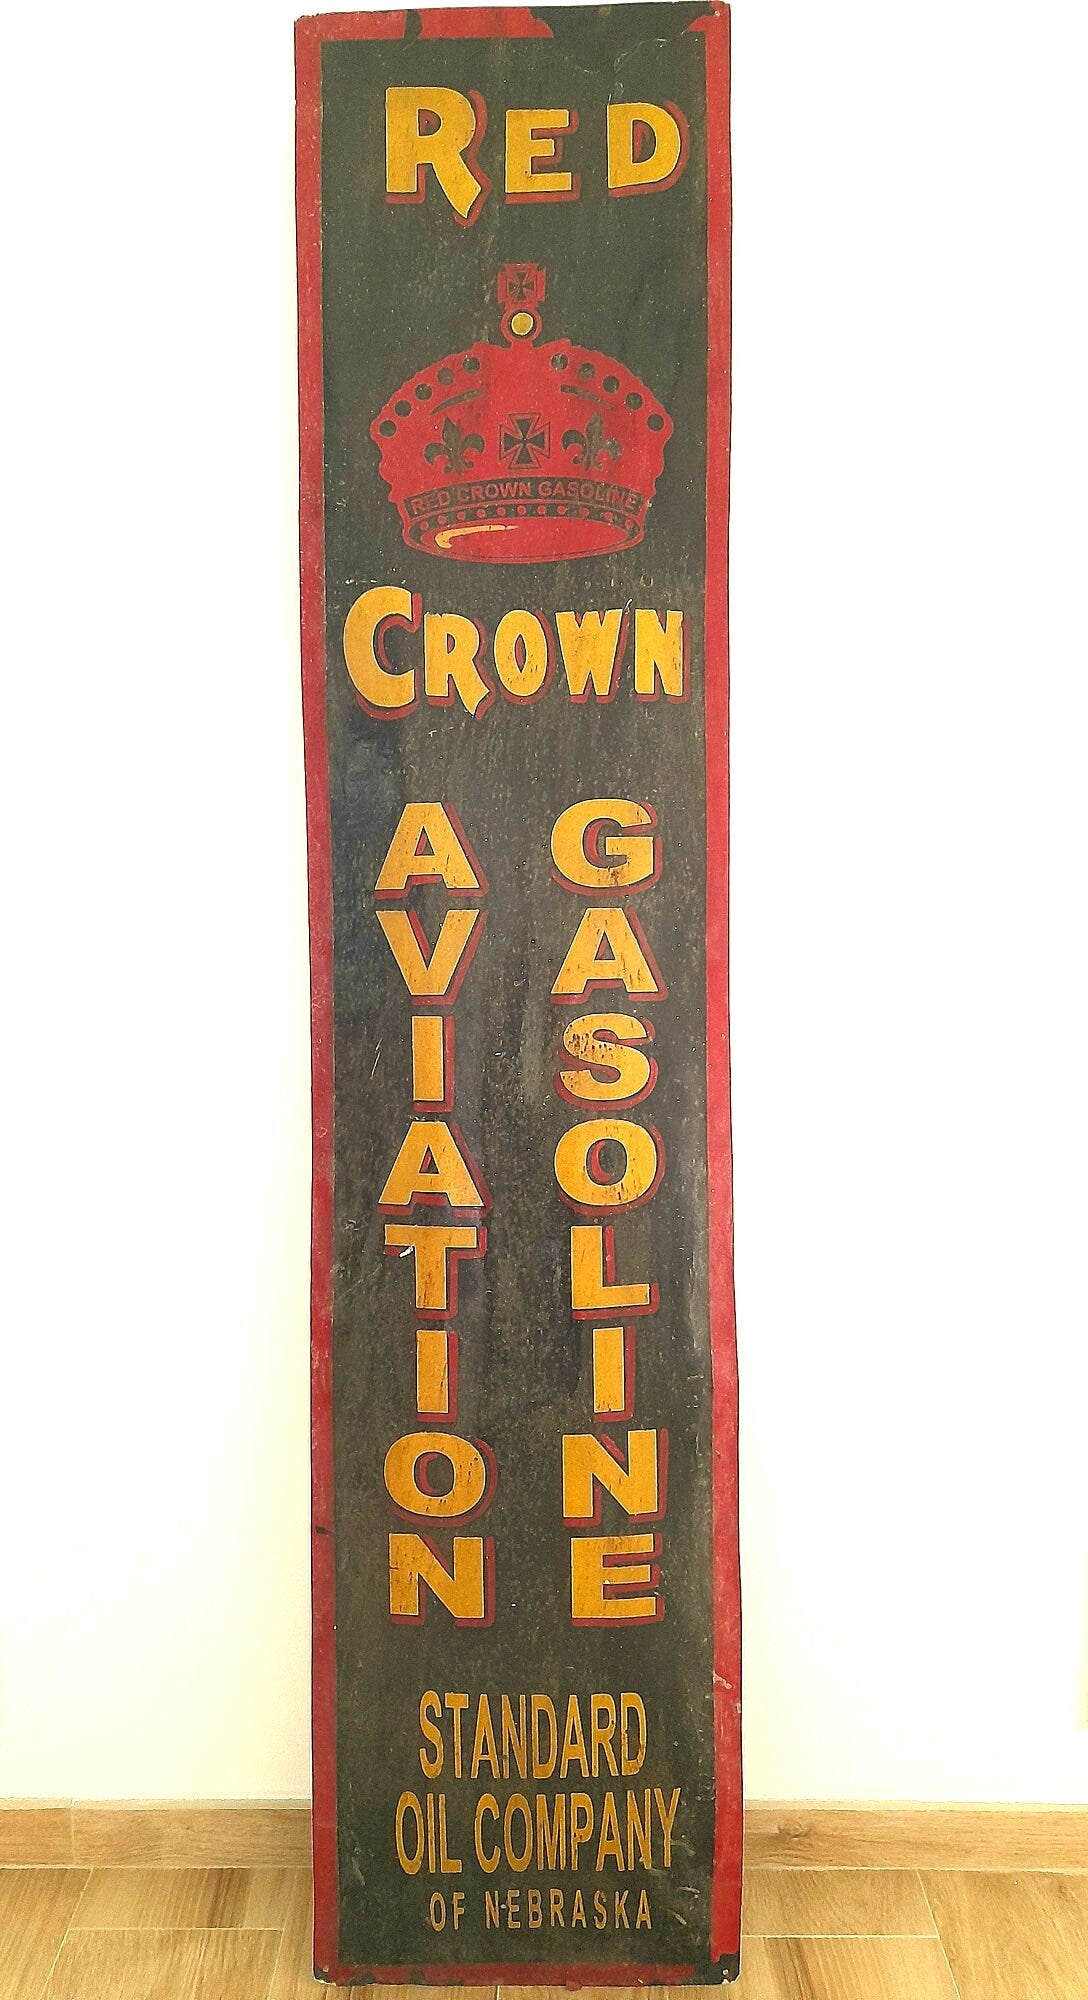 RED
RED CROWN GASOLINE
CROWN
AVIATION
GASOLINE
STANDARD
OIL COMPANY
OF NEBRASKA